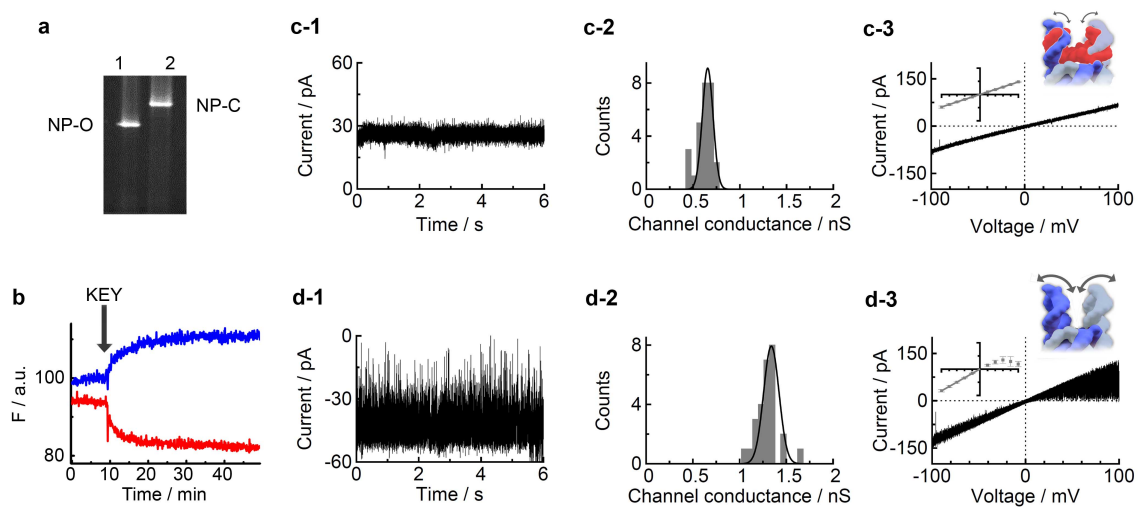 a
1 2
NP-O
NP-C
c-1
60
30
0
Current / pA
0 2 4 6
Time / s
c-2
8
4
0
Counts
0 0.5 1 1.5 2
Channel conductance / nS
c-3
150
0
-150
Current / pA
-100 0 100
Voltage / mV
b
KEY
100
80
F / a.u.
0 10 20 30 40
Time / min
d-1
0
-30
-60
Current / pA
0 2 4 6
Time / s
d-2
8
4
0
Counts
0 0.5 1 1.5 2
Channel conductance / nS
d-3
150
0
-150
Current / pA
-100 0 100
Voltage / mV